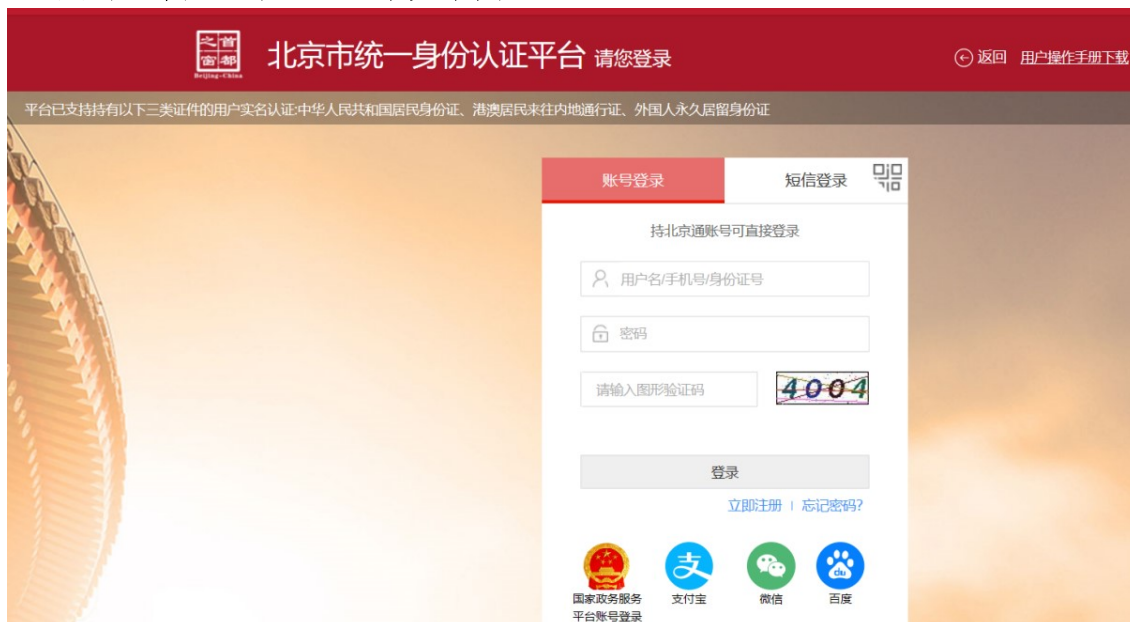 首都之窗
Beijing-China
北京市统一身份认证平台 请您登录
返回 用户操作手册下载
平台已支持持有以下三类证件的用户实名认证:中华人民共和国居民身份证、港澳居民来往内地通行证、外国人永久居留身份证
账号登录 短信登录
持北京通账号可直接登录
用户名/手机号/身份证号
密码
请输入图形验证码 4004
登录
立即注册 | 忘记密码?
支
du
国家政务服务 支付宝 微信 百度
平台账号登录